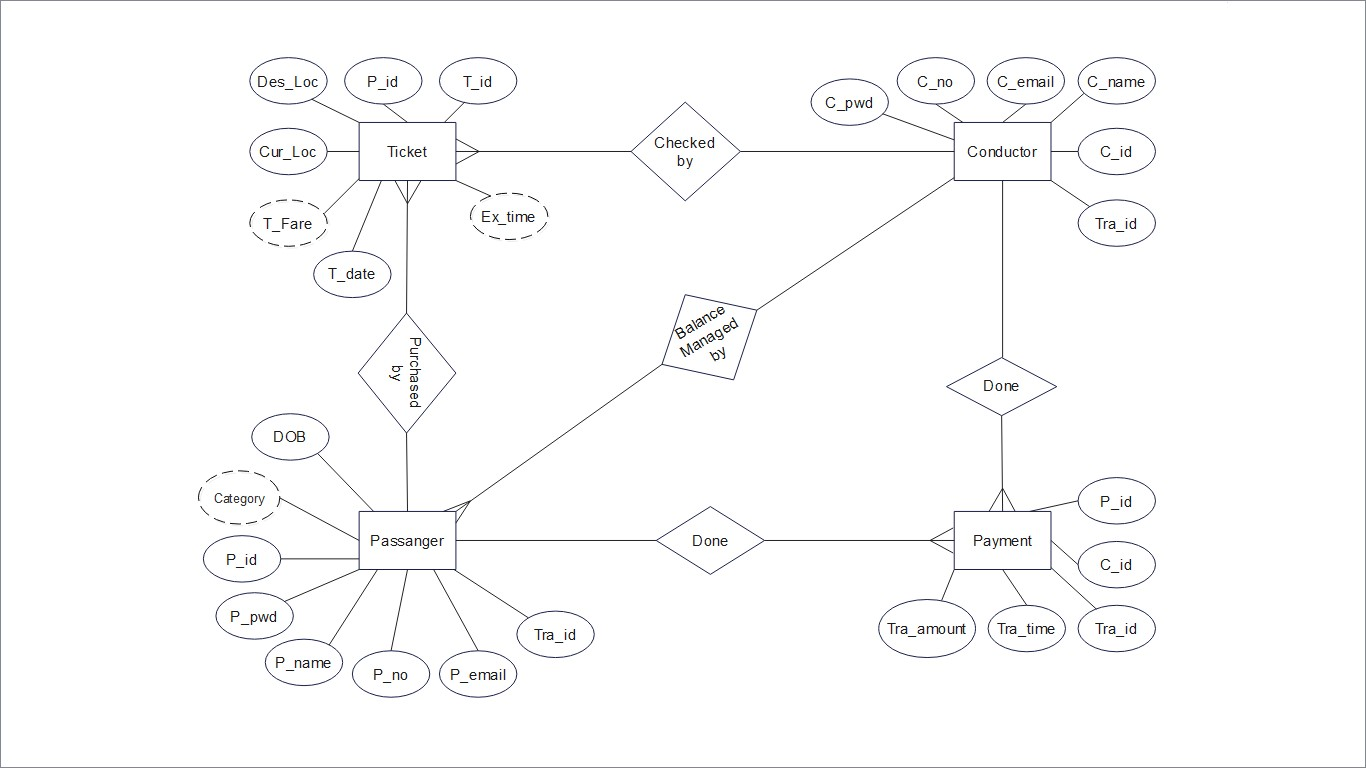 Des_Loc
P_id
T_id
Cur_Loc
Ticket
T_Fare
T_date
Ex_time
Checked
by
C_pwd
C_no
C_email
C_name
Conductor
C_id
Tra_id
Purchased
by
Balance
Managed
by
Done
DOB
Category
P_id
P_pwd
P_name
P_no
P_email
Tra_id
Passanger
Done
Payment
P_id
C_id
Tra_id
Tra_time
Tra_amount